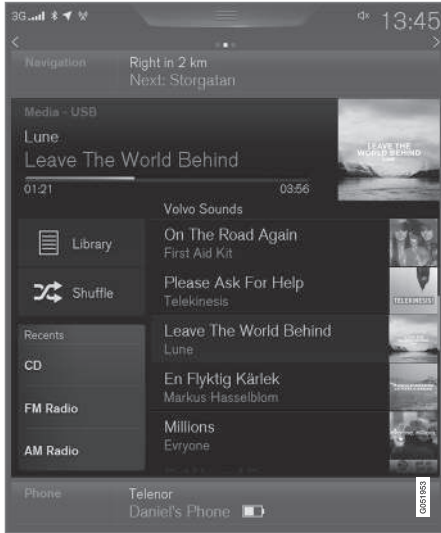 3G
13:45
Navigation
Right in 2 km
Next: Storgatan
Media - USB
Lune
Leave The World Behind
LEAVE THE
WORLD BEHIND
01:21
03:56
Volvo Sounds
Library
Shuffle
On The Road Again
First Aid Kit
Please Ask For Help
Telekinesis
TELEKINESIS!
Leave The World Behind
Lune
En Flyktig Kärlek
Markus Hasselblom
Millions
Evryone
Recents
CD
FM Radio
AM Radio
Phone
Telenor
Daniel's Phone
G051953